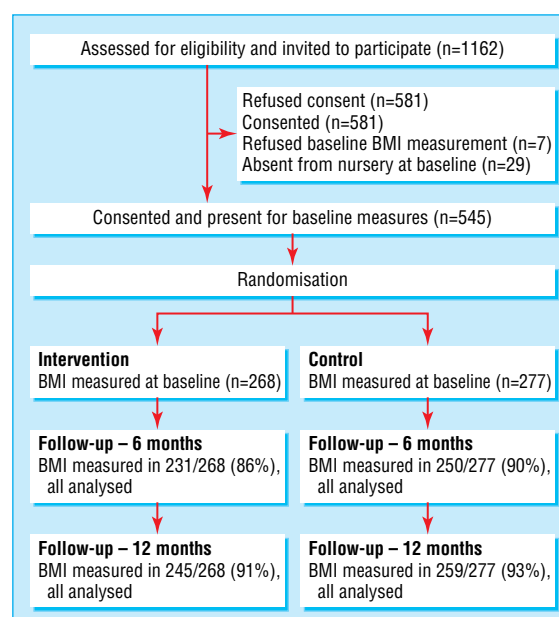 Assessed for eligibility and invited to participate (n=1162)
Refused consent (n=581)
Consented (n=581)
Refused baseline BMI measurement (n=7)
Absent from nursery at baseline (n=29)
Consented and present for baseline measures (n=545)
Randomisation
Intervention
BMI measured at baseline (n=268)
Control
BMI measured at baseline (n=277)
Follow-up – 6 months
BMI measured in 231/268 (86%),
all analysed
Follow-up – 6 months
BMI measured in 250/277 (90%),
all analysed
Follow-up – 12 months
BMI measured in 245/268 (91%),
all analysed
Follow-up – 12 months
BMI measured in 259/277 (93%),
all analysed